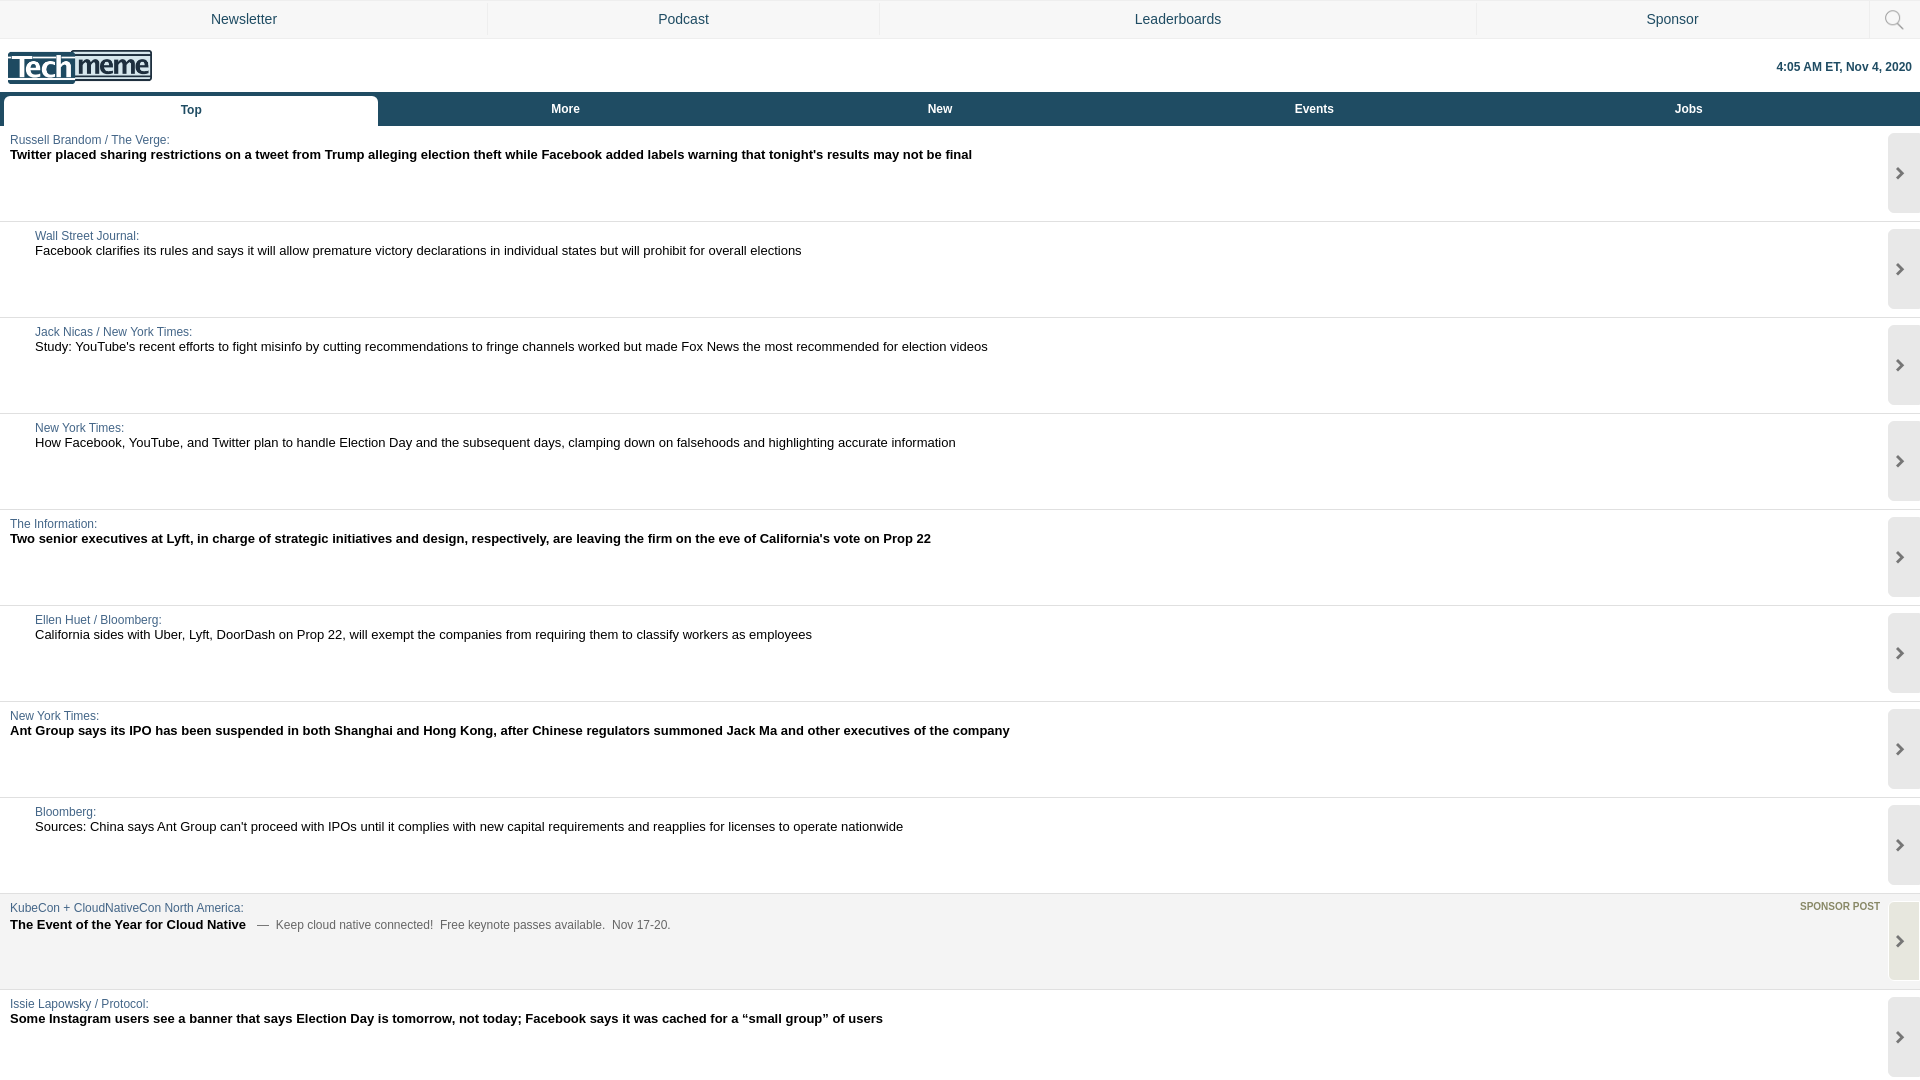 Newsletter
Podcast
Leaderboards
Sponsor
Techmeme
4:05 AM ET, Nov 4, 2020
Top
More
New
Events
Jobs
Russell Brandom / The Verge:
Twitter placed sharing restrictions on a tweet from Trump alleging election theft while Facebook added labels warning that tonight's results may not be final
Wall Street Journal:
Facebook clarifies its rules and says it will allow premature victory declarations in individual states but will prohibit for overall elections
Jack Nicas / New York Times:
Study: YouTube's recent efforts to fight misinfo by cutting recommendations to fringe channels worked but made Fox News the most recommended for election videos
New York Times:
How Facebook, YouTube, and Twitter plan to handle Election Day and the subsequent days, clamping down on falsehoods and highlighting accurate information
The Information:
Two senior executives at Lyft, in charge of strategic initiatives and design, respectively, are leaving the firm on the eve of California's vote on Prop 22
Ellen Huet / Bloomberg:
California sides with Uber, Lyft, DoorDash on Prop 22, will exempt the companies from requiring them to classify workers as employees
New York Times:
Ant Group says its IPO has been suspended in both Shanghai and Hong Kong, after Chinese regulators summoned Jack Ma and other executives of the company
Bloomberg:
Sources: China says Ant Group can't proceed with IPOs until it complies with new capital requirements and reapplies for licenses to operate nationwide
KubeCon + CloudNativeCon North America:
SPONSOR POST
The Event of the Year for Cloud Native — Keep cloud native connected! Free keynote passes available. Nov 17-20.
Issie Lapowsky / Protocol:
Some Instagram users see a banner that says Election Day is tomorrow, not today; Facebook says it was cached for a “small group” of users